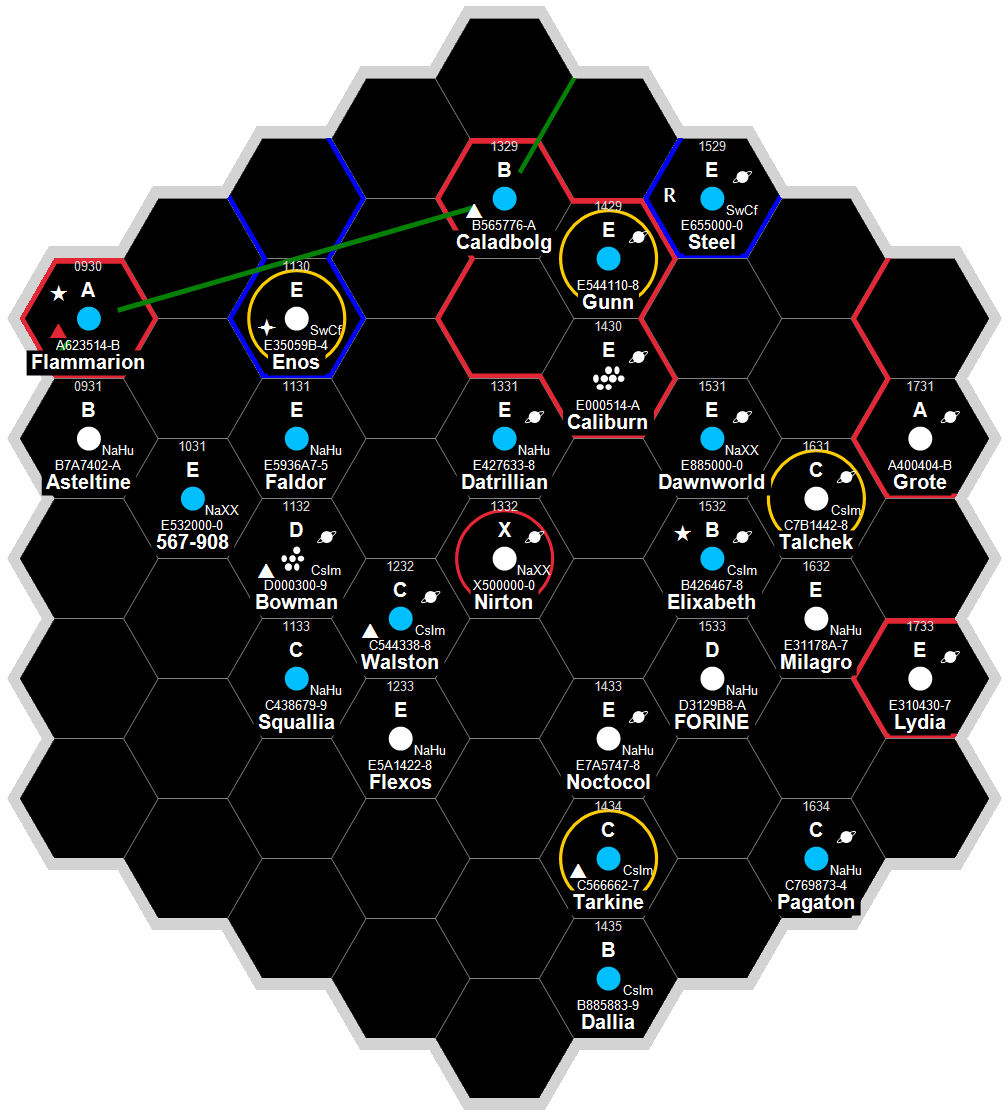 1329
B
B565776-A
Caladbolg
1529
E
R
SwCf
E655000-0
Steel
1429
E
E544110-8
Gunn
0930
A
A623514-B
Flammarion
1130
E
SwCf
E35059B-4
Enos
1430
E
E000514-A
Caliburn
0931
B
NaHu
B7A7402-A
Asteltine
1131
E
NaHu
E5936A7-5
Faldor
1331
E
NaHu
E427633-8
Datrillian
1531
E
NaXX
E885000-0
Dawnworld
1731
A
A400404-B
Grote
1031
E
NaXX
E532000-0
567-908
1631
C
CsIm
C7B1442-8
Talchek
1132
D
CsIm
D000300-9
Bowman
1332
X
NaXX
X500000-0
Nirton
1532
B
CsIm
B426467-8
Elixabeth
1232
C
CsIm
C544338-8
Walston
1632
E
NaHu
E31178A-7
Milagro
1133
C
NaHu
C438679-9
Squallia
1533
D
NaHu
D3129B8-A
FORINE
1733
E
E310430-7
Lydia
1233
E
NaHu
E5A1422-8
Flexos
1433
E
NaHu
E7A5747-8
Noctocol
1434
C
CsIm
C566662-7
Tarkine
1634
C
NaHu
C769873-4
Pagaton
1435
B
CsIm
B885883-9
Dallia